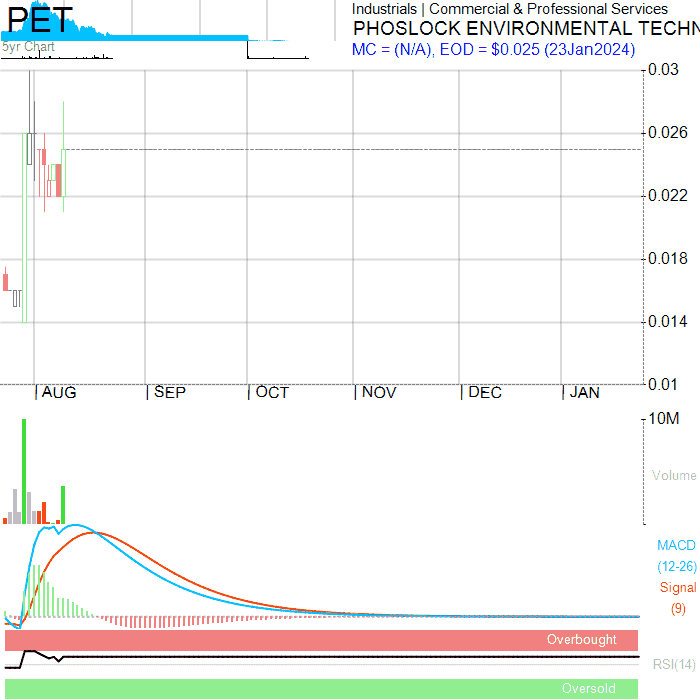 PET
Industrials | Commercial & Professional Services
PHOSLOCK ENVIRONMENTAL TECHN
5yr Chart
MC = (N/A), EOD = $0.025 (23Jan2024)
0.03
0.026
0.022
0.018
0.014
0.01
AUG SEP OCT NOV DEC JAN
10M
Volume
MACD
(12-26)
Signal
(9)
Overbought
RSI(14)
Oversold